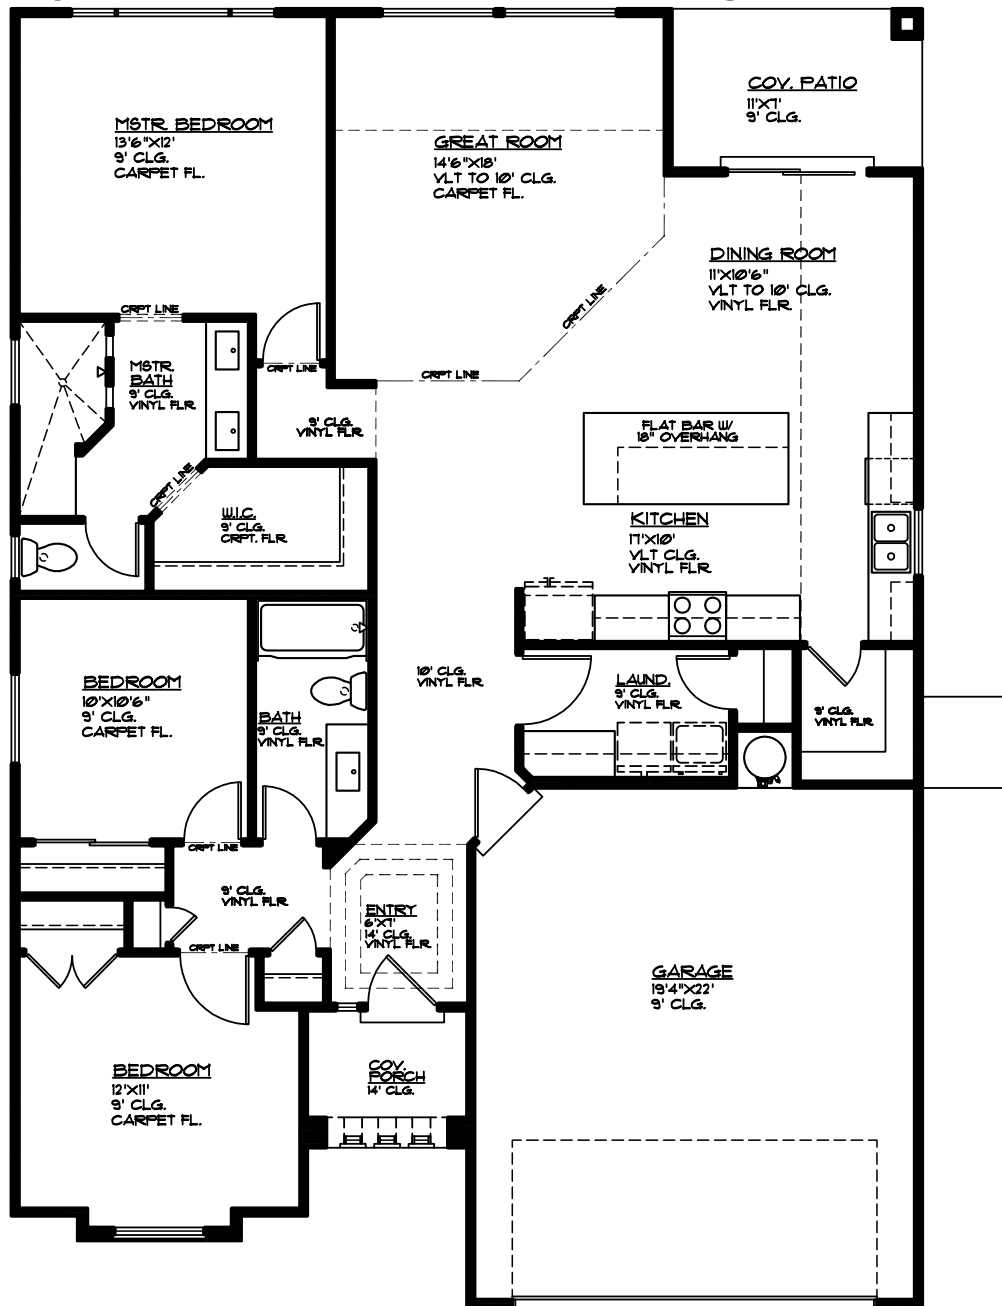 COV. PATIO
11'X7'
9' CLG.
MSTR. BEDROOM
13'6"X12'
9' CLG.
CARPET FL.
GREAT ROOM
14'6"X18'
VLT TO 10' CLG.
CARPET FL.
DINING ROOM
11'X10'6"
VLT TO 10' CLG.
VINYL FLR.
CRPT LINE
CRPT LINE
CRPT LINE
CRPT LINE
MSTR.
BATH
9' CLG.
VINYL FLR.
9' CLG.
VINYL FLR.
FLAT BAR W/
18" OVERHANG
CRPT LINE
W.I.C.
9' CLG.
CRPT. FLR.
KITCHEN
17'X10'
VLT CLG.
VINYL FLR.
BEDROOM
10'X10'6"
9' CLG.
CARPET FL.
10' CLG.
VINYL FLR.
LAUND.
9' CLG.
VINYL FLR.
9' CLG.
VINYL FLR.
BATH
9' CLG.
VINYL FLR.
CRPT LINE
9' CLG.
VINYL FLR.
ENTRY
6'X7'
14' CLG.
VINYL FLR.
CRPT LINE
GARAGE
19'4"X22'
9' CLG.
BEDROOM
12'X11'
9' CLG.
CARPET FL.
COV.
PORCH
14' CLG.